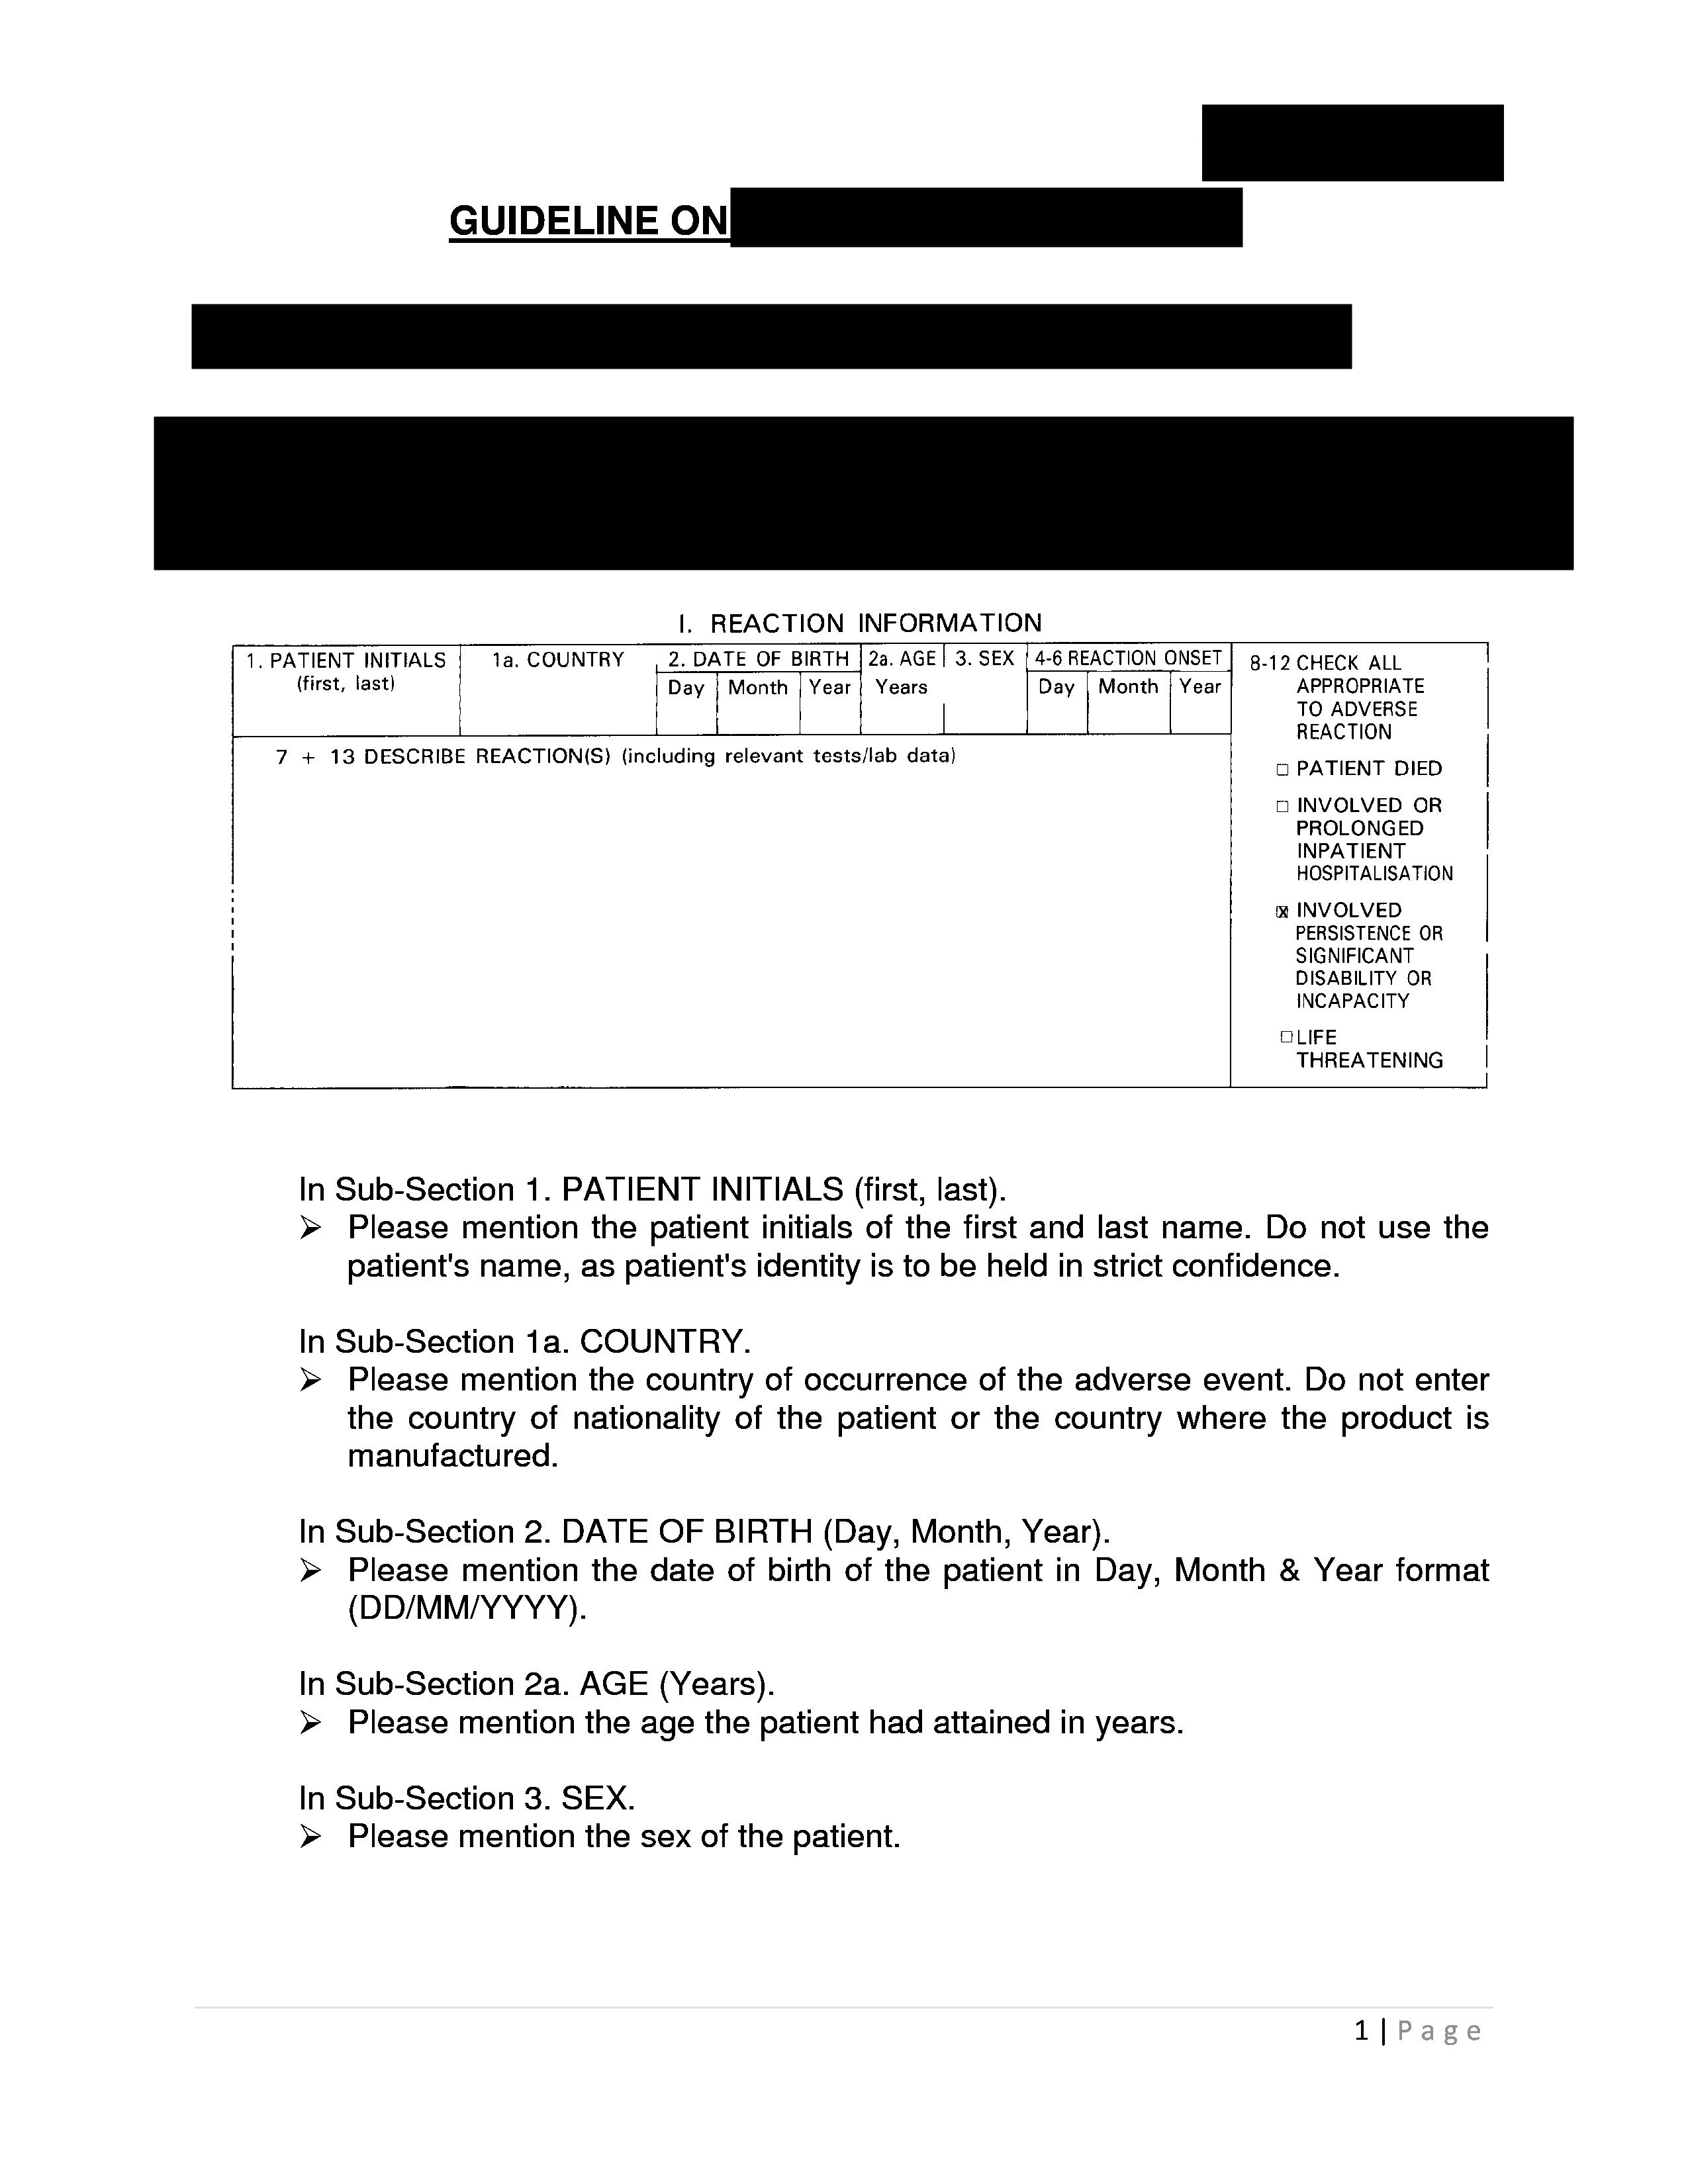 GUIDELINE ON
I. REACTION INFORMATION
1. PATIENT INITIALS
(first, last)
1a. COUNTRY
2. DATE OF BIRTH
Day Month Year
2a. AGE
Years
3. SEX
4-6 REACTION ONSET
Day Month Year
8-12 CHECK ALL
APPROPRIATE
TO ADVERSE
REACTION
7 + 13 DESCRIBE REACTION(S) (including relevant tests/lab data)
☐ PATIENT DIED
☐ INVOLVED OR
PROLONGED
INPATIENT
HOSPITALISATION
☒ INVOLVED
PERSISTENCE OR
SIGNIFICANT
DISABILITY OR
INCAPACITY
☐ LIFE
THREATENING
In Sub-Section 1. PATIENT INITIALS (first, last).
➢ Please mention the patient initials of the first and last name. Do not use the
patient's name, as patient's identity is to be held in strict confidence.
In Sub-Section 1a. COUNTRY.
➢ Please mention the country of occurrence of the adverse event. Do not enter
the country of nationality of the patient or the country where the product is
manufactured.
In Sub-Section 2. DATE OF BIRTH (Day, Month, Year).
➢ Please mention the date of birth of the patient in Day, Month & Year format
(DD/MM/YYYY).
In Sub-Section 2a. AGE (Years).
➢ Please mention the age the patient had attained in years.
In Sub-Section 3. SEX.
➢ Please mention the sex of the patient.
1 | Page